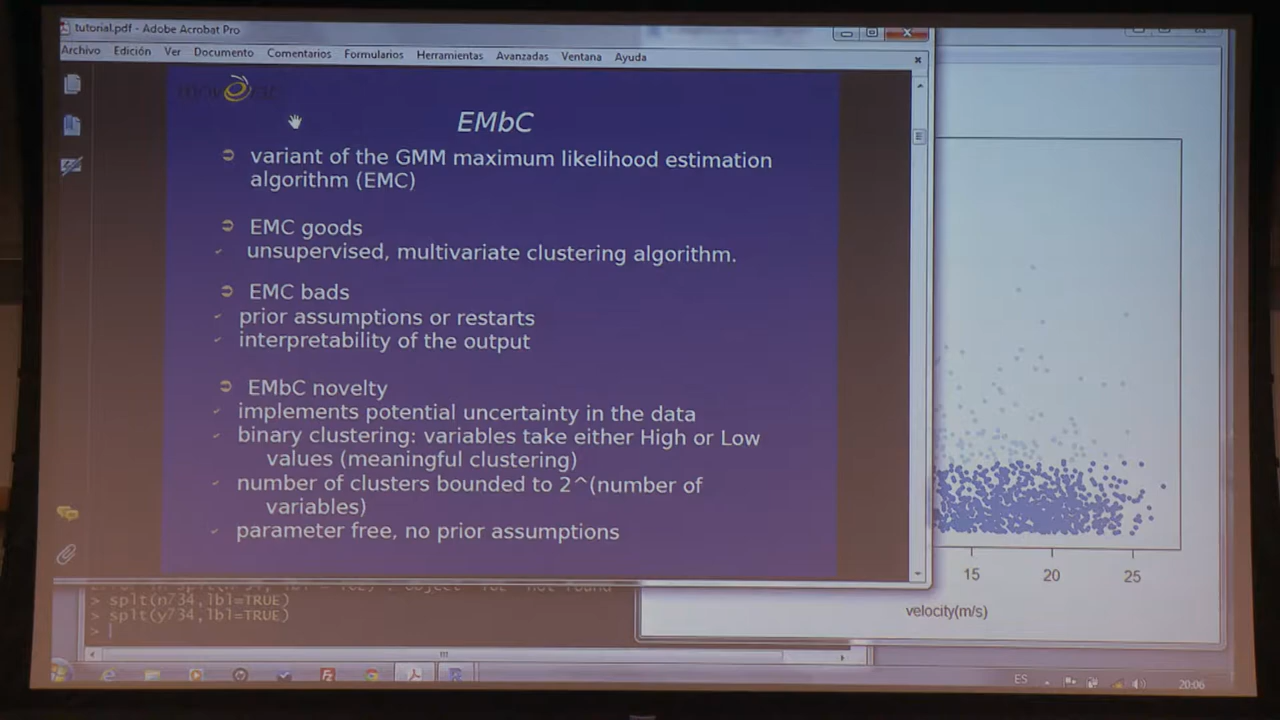 tutorial.pdf - Adobe Acrobat Pro
Archivo Edición Ver Documento Comentarios Formularios Herramientas Avanzadas Ventana Ayuda
EMbC
variant of the GMM maximum likelihood estimation
algorithm (EMC)
EMC goods
unsupervised, multivariate clustering algorithm.
EMC bads
prior assumptions or restarts
interpretability of the output
EMbC novelty
implements potential uncertainty in the data
binary clustering: variables take either High or Low
values (meaningful clustering)
number of clusters bounded to 2^(number of
variables)
parameter free, no prior assumptions
15 20 25
velocity(m/s)
> splt(n734,lbl=TRUE)
> splt(y734,lbl=TRUE)
>
ES 20:06